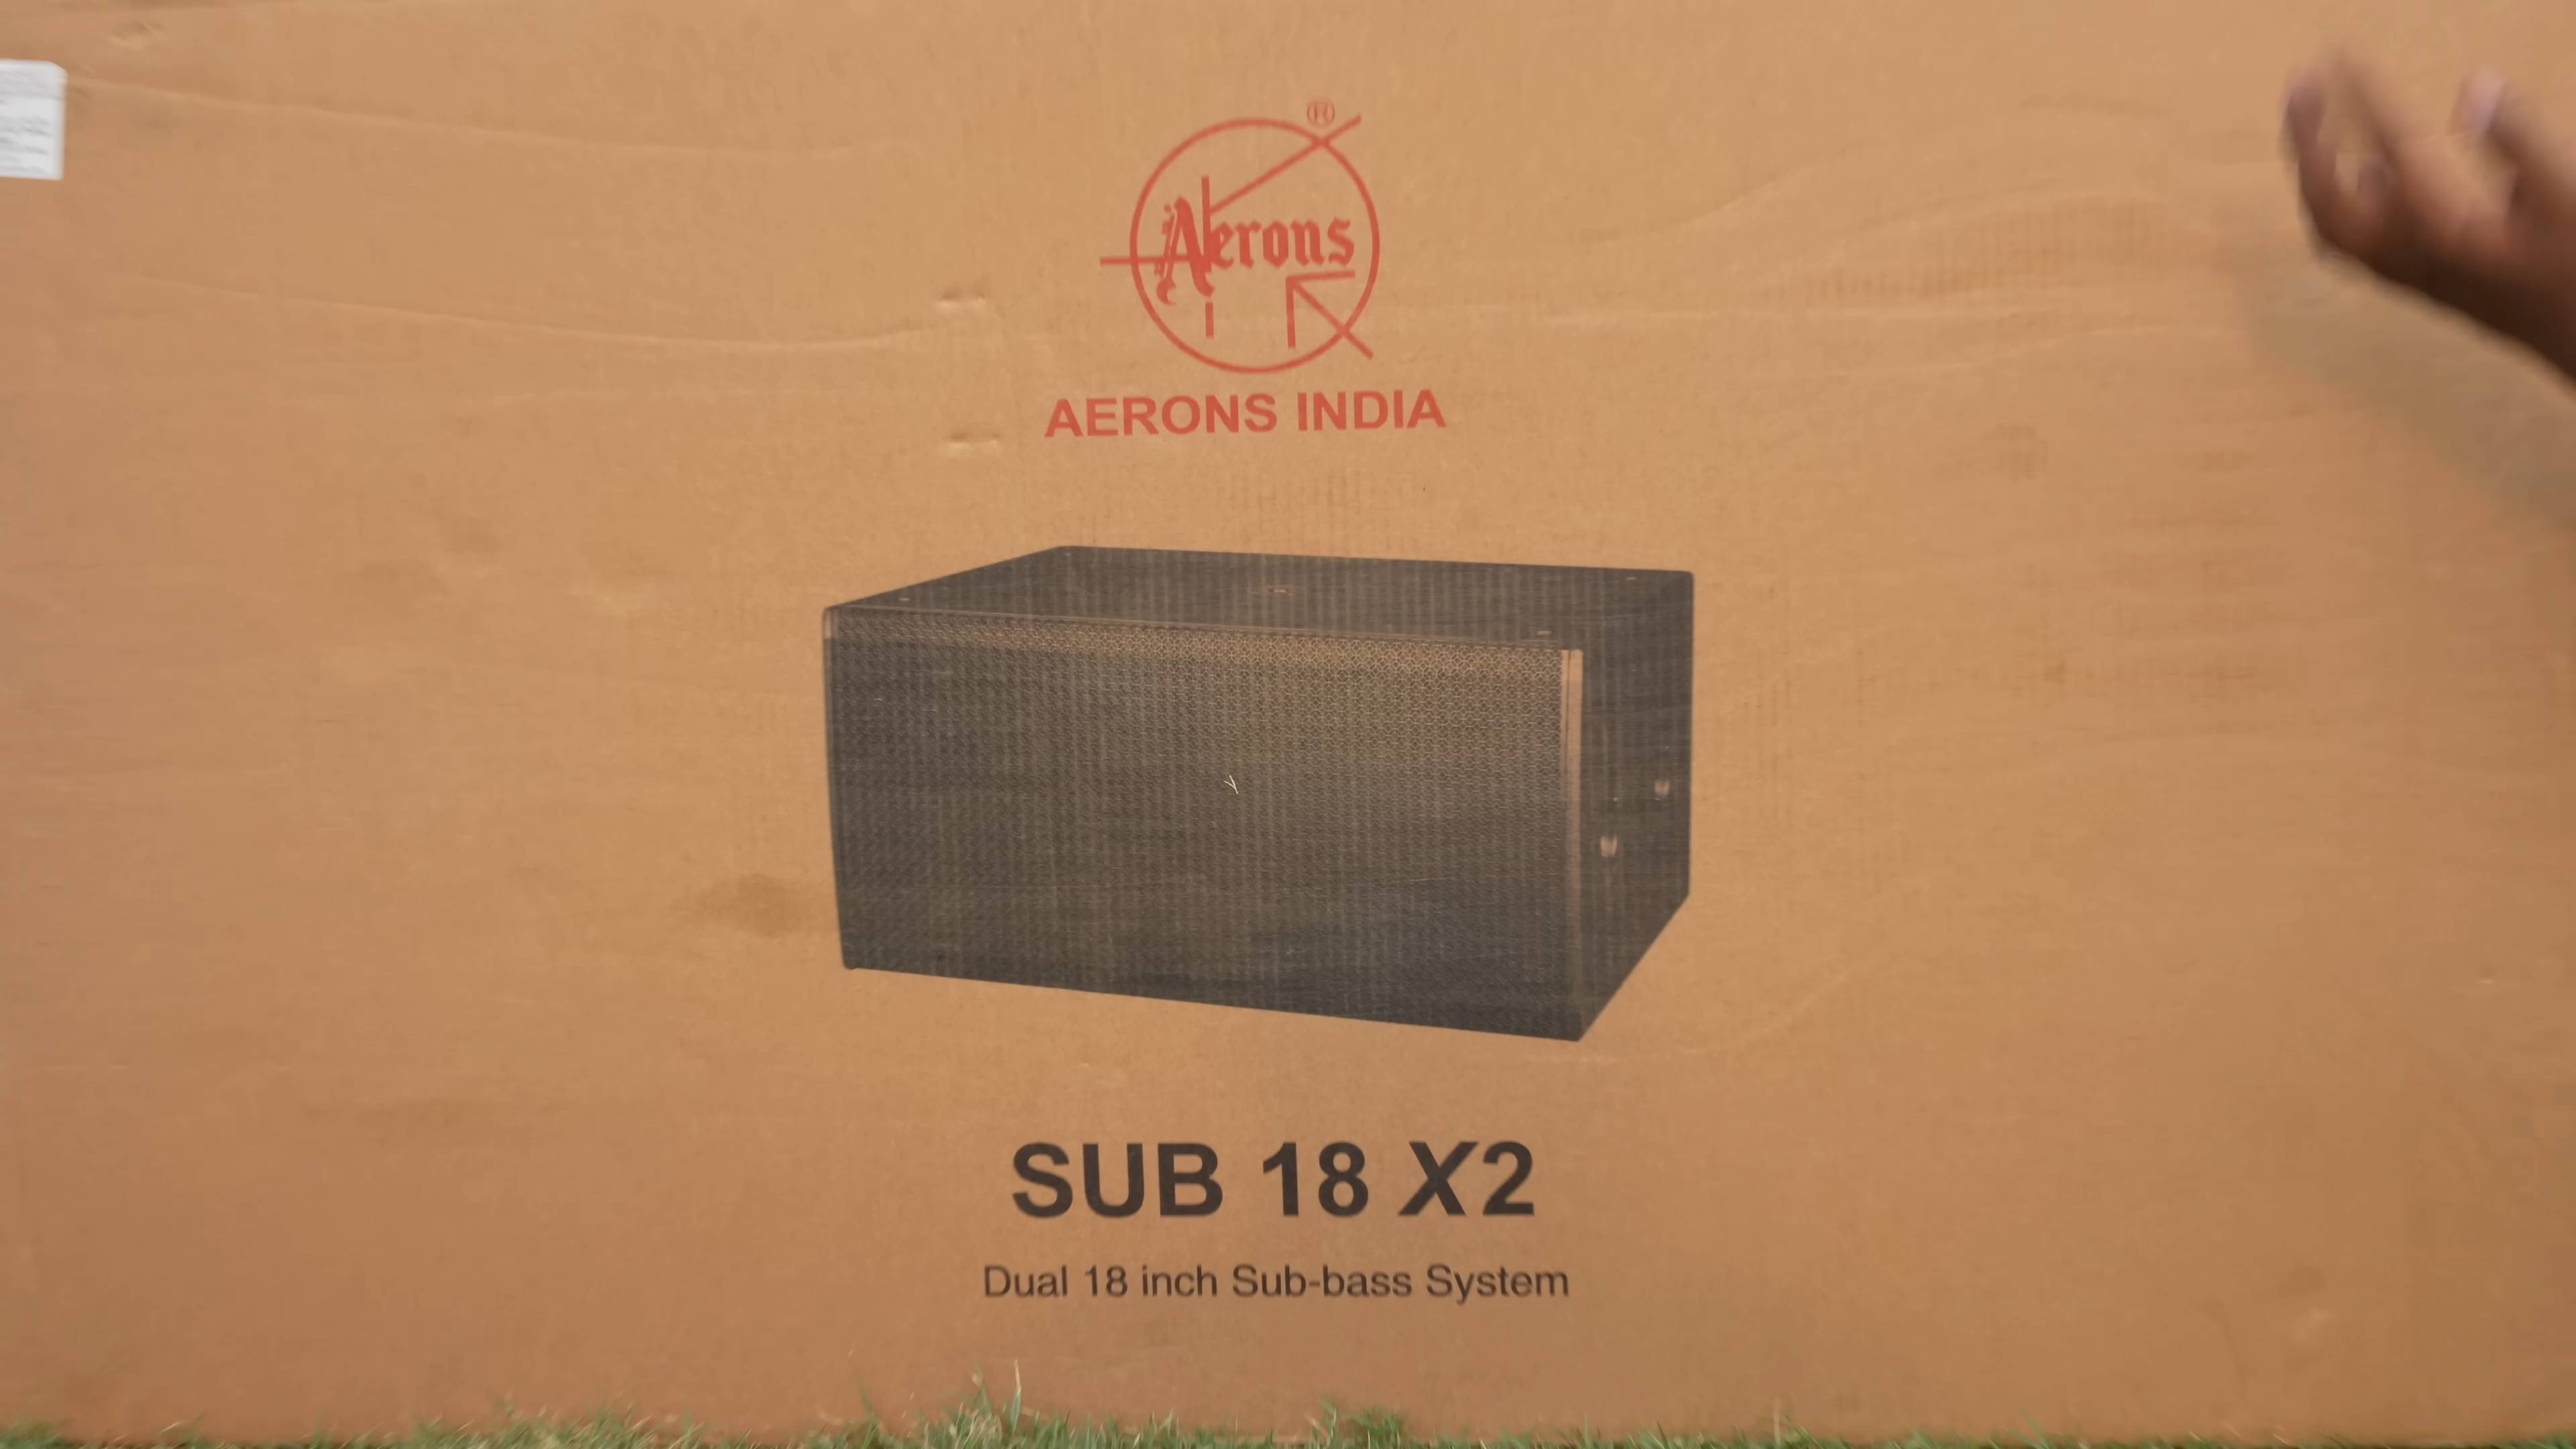 ®
Aerons
AERONS INDIA
SUB 18 X2
Dual 18 inch Sub-bass System